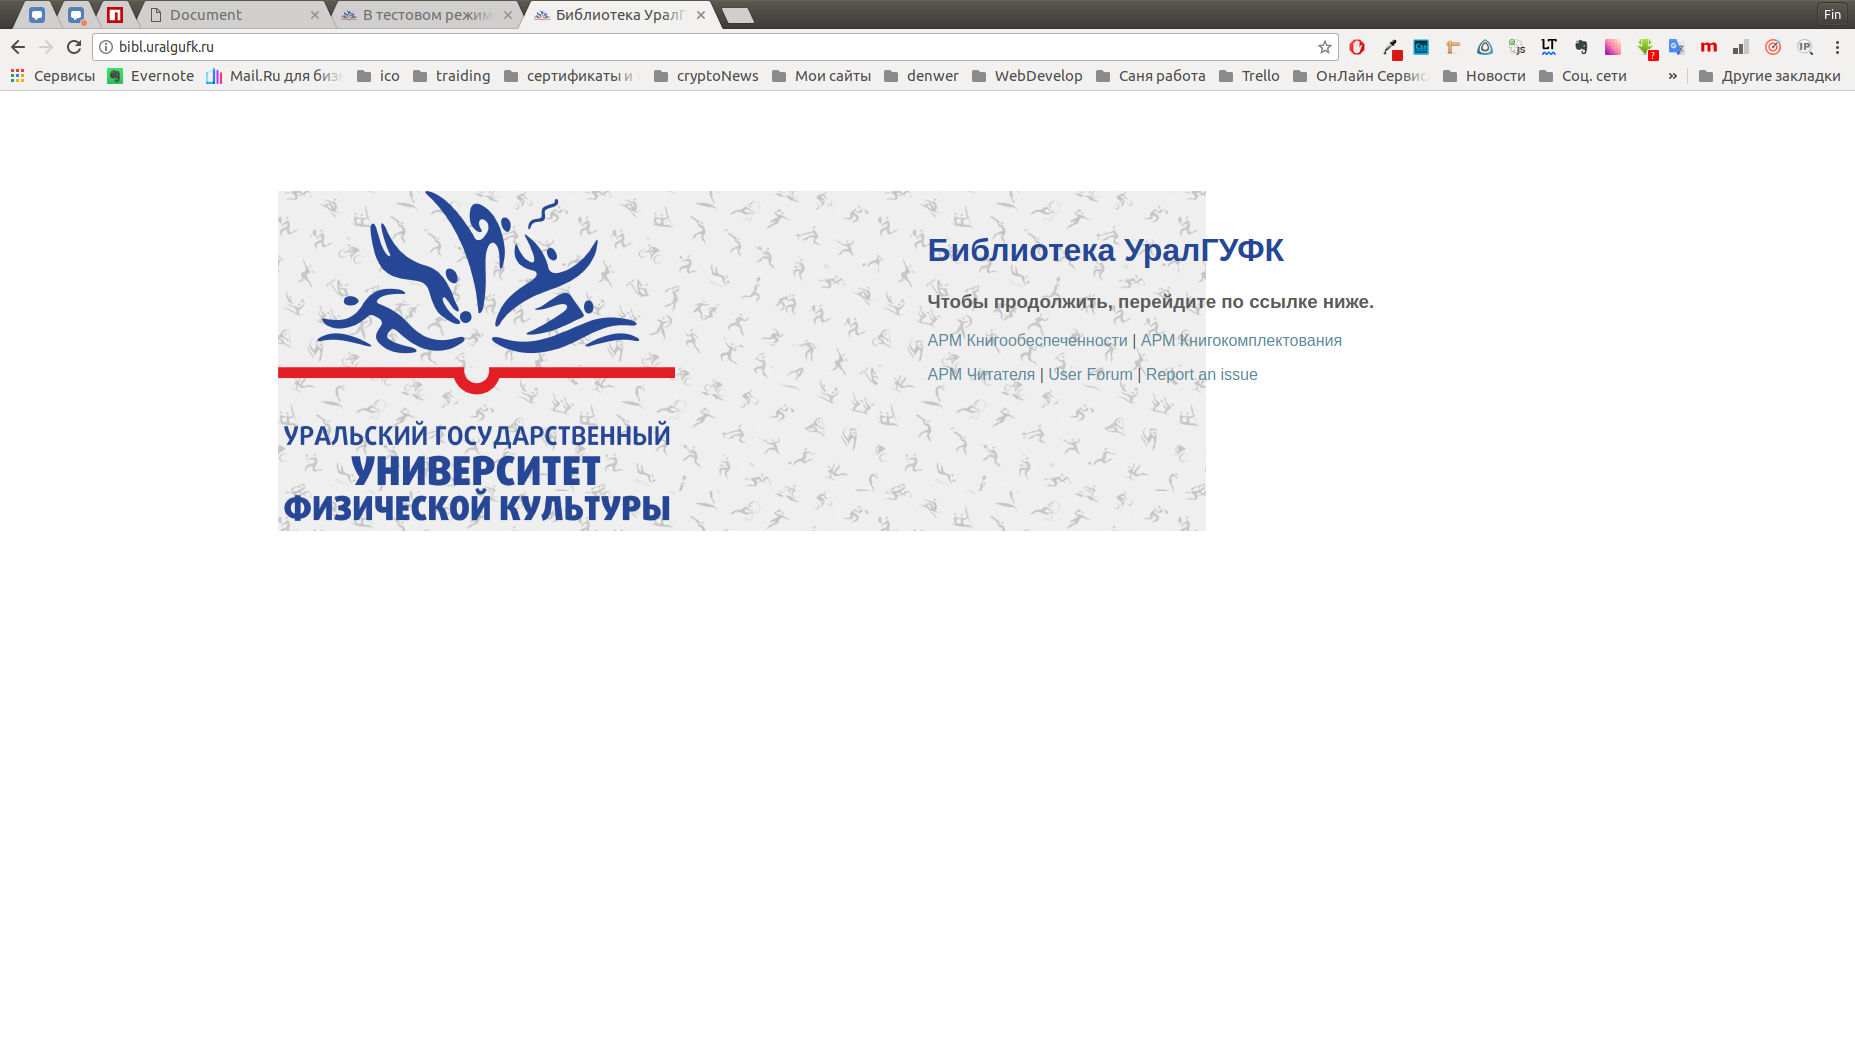 Document
В тестовом режим
Библиотека УралГ
Fin
bibl.uralgufk.ru
Сервисы
Evernote
Mail.Ru для биз
ico
traiding
сертификаты и
cryptoNews
Мои сайты
denwer
WebDevelop
Саня работа
Trello
ОнЛайн Сервис
Новости
Соц. сети
»
Другие закладки
Библиотека УралГУФК
Чтобы продолжить, перейдите по ссылке ниже.
АРМ Книгообеспеченности | АРМ Книгокомплектования
АРМ Читателя | User Forum | Report an issue
УРАЛЬСКИЙ ГОСУДАРСТВЕННЫЙ
УНИВЕРСИТЕТ
ФИЗИЧЕСКОЙ КУЛЬТУРЫ